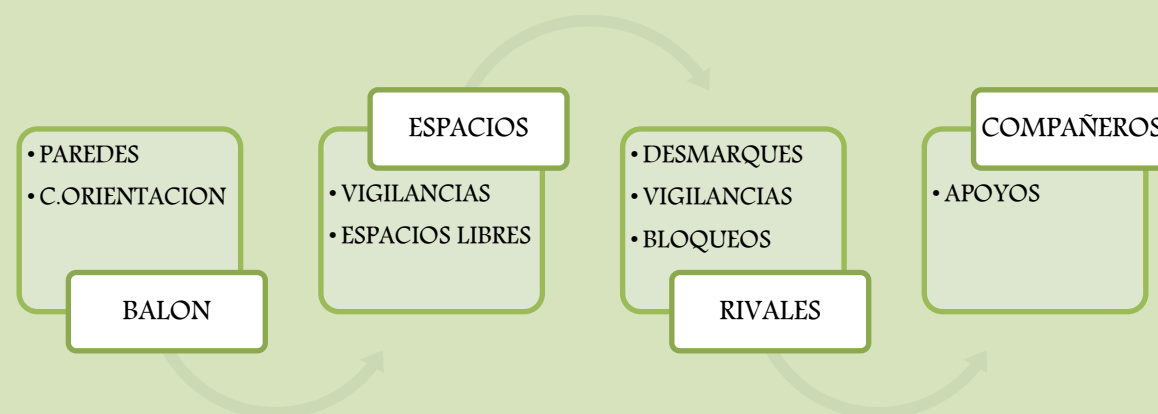 • PAREDES
• C.ORIENTACION
BALON
ESPACIOS
• VIGILANCIAS
• ESPACIOS LIBRES
• DESMARQUES
• VIGILANCIAS
• BLOQUEOS
RIVALES
COMPAÑEROS
• APOYOS